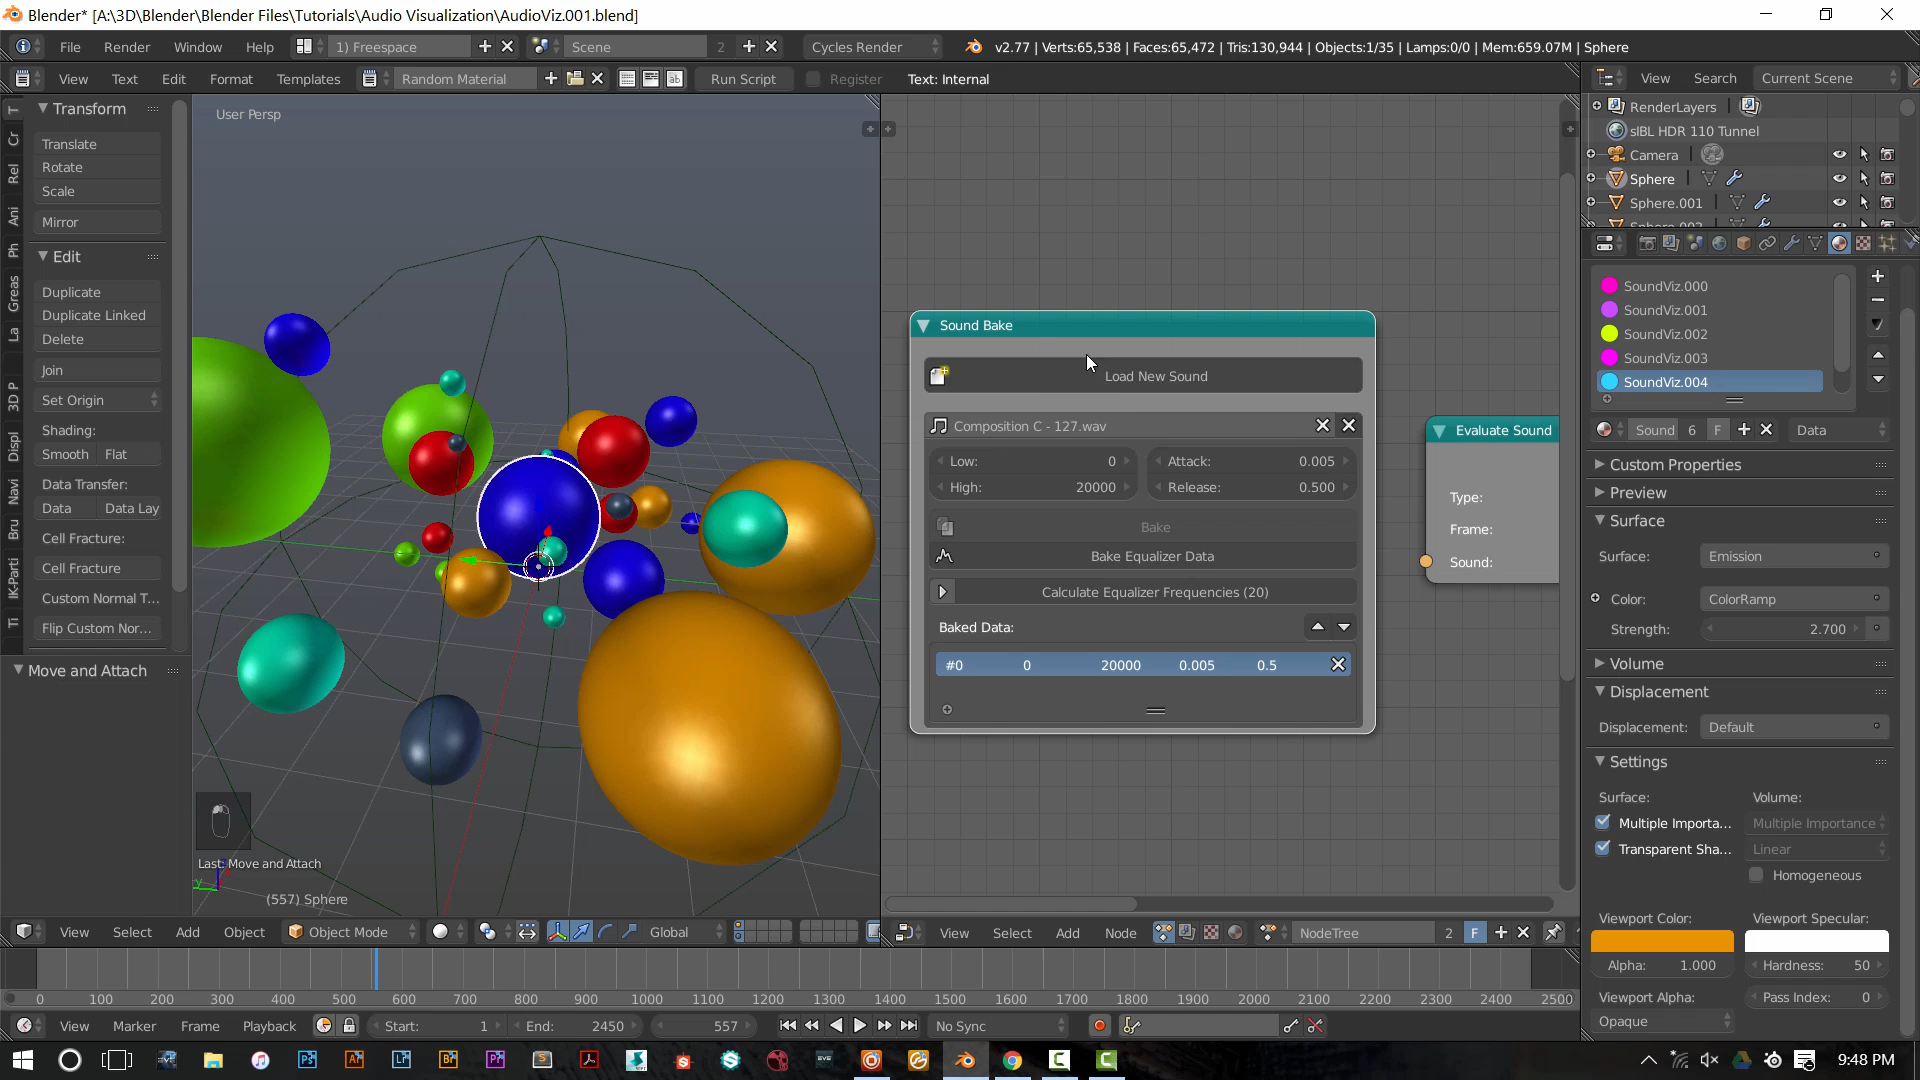 Blender* [A:\3D\Blender\Blender Files\Tutorials\Audio Visualization\AudioViz.001.blend]
File Render Window Help 1) Freespace Scene 2 Cycles Render v2.77 | Verts:65,538 | Faces:65,472 | Tris:130,944 | Objects:1/35 | Lamps:0/0 | Mem:659.07M | Sphere
View Text Edit Format Templates Random Material Run Script Register Text: Internal
View Search Current Scene
Transform
Translate
Rotate
Scale
Mirror
Edit
Duplicate
Duplicate Linked
Delete
Join
Set Origin
Shading:
Smooth Flat
Data Transfer:
Data Data Lay
Cell Fracture:
Cell Fracture
Custom Normal T...
Flip Custom Nor...
Move and Attach
T
Cr
Rel
Ani
Ph
Greas
La
3D P
Displ
Navi
Bru
IK-Parti
Ti
User Persp
Last: Move and Attach
(557) Sphere
Sound Bake
Load New Sound
Composition C - 127.wav
Low: 0 Attack: 0.005
High: 20000 Release: 0.500
Bake
Bake Equalizer Data
Calculate Equalizer Frequencies (20)
Baked Data:
#0 0 20000 0.005 0.5
Evaluate Sound
Type:
Frame:
Sound:
RenderLayers
sIBL HDR 110 Tunnel
Camera
Sphere
Sphere.001
SoundViz.000
SoundViz.001
SoundViz.002
SoundViz.003
SoundViz.004
Sound 6 F Data
Custom Properties
Preview
Surface
Surface: Emission
Color: ColorRamp
Strength: 2.700
Volume
Displacement
Displacement: Default
Settings
Surface: Volume:
Multiple Importa... Multiple Importance
Transparent Sha... Linear
Homogeneous
Viewport Color: Viewport Specular:
Alpha: 1.000 Hardness: 50
Viewport Alpha: Pass Index: 0
Opaque
View Select Add Object Object Mode Global
View Select Add Node NodeTree 2 F
0 100 200 300 400 500 600 700 800 900 1000 1100 1200 1300 1400 1500 1600 1700 1800 1900 2000 2100 2200 2300 2400 2500
View Marker Frame Playback Start: 1 End: 2450 557 No Sync
9:48 PM